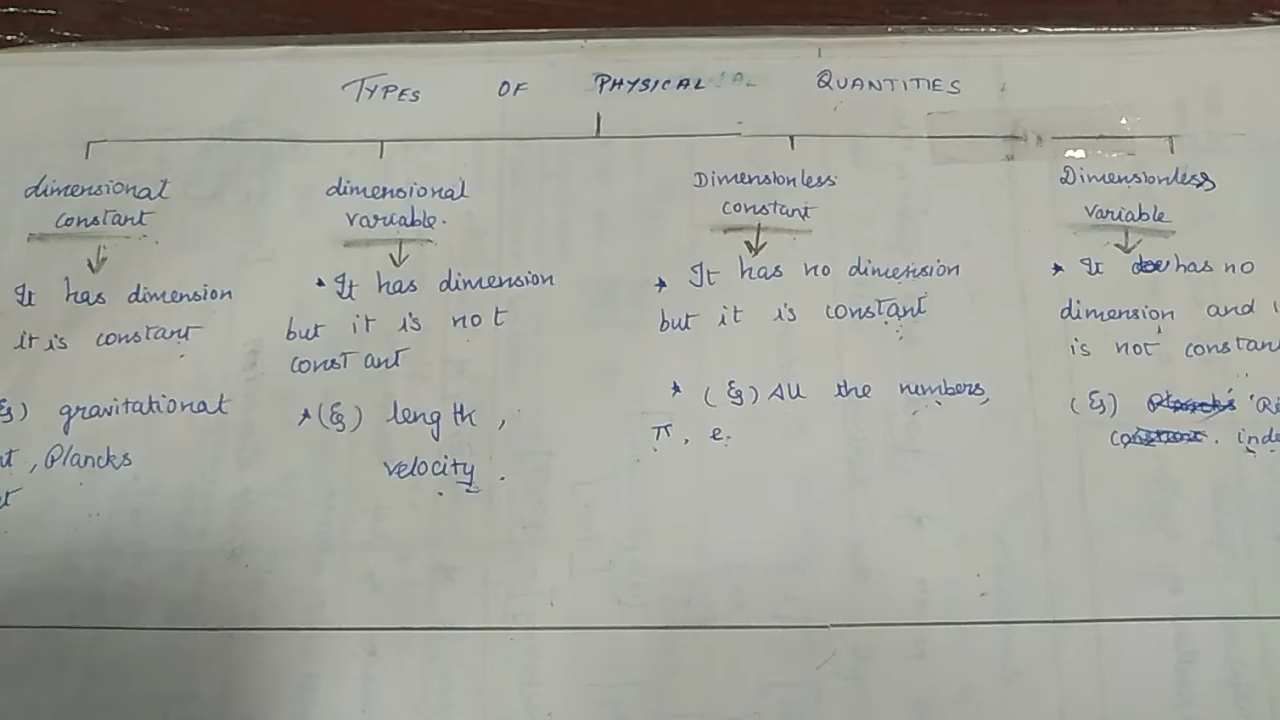 TYPES OF PHYSICAL QUANTITIES
dimensional
constant
It has dimension
it is constant
gravitational
, Plancks
dimensional
variable.
* It has dimension
but it is not
constant
* (Eg) length ,
velocity .
Dimensionless
constant
* It has no dimension
but it is constant
* (Eg) All the numbers,
π, e.
Dimensionless
variable
* It has no
dimension and
is not constan
(Eg)